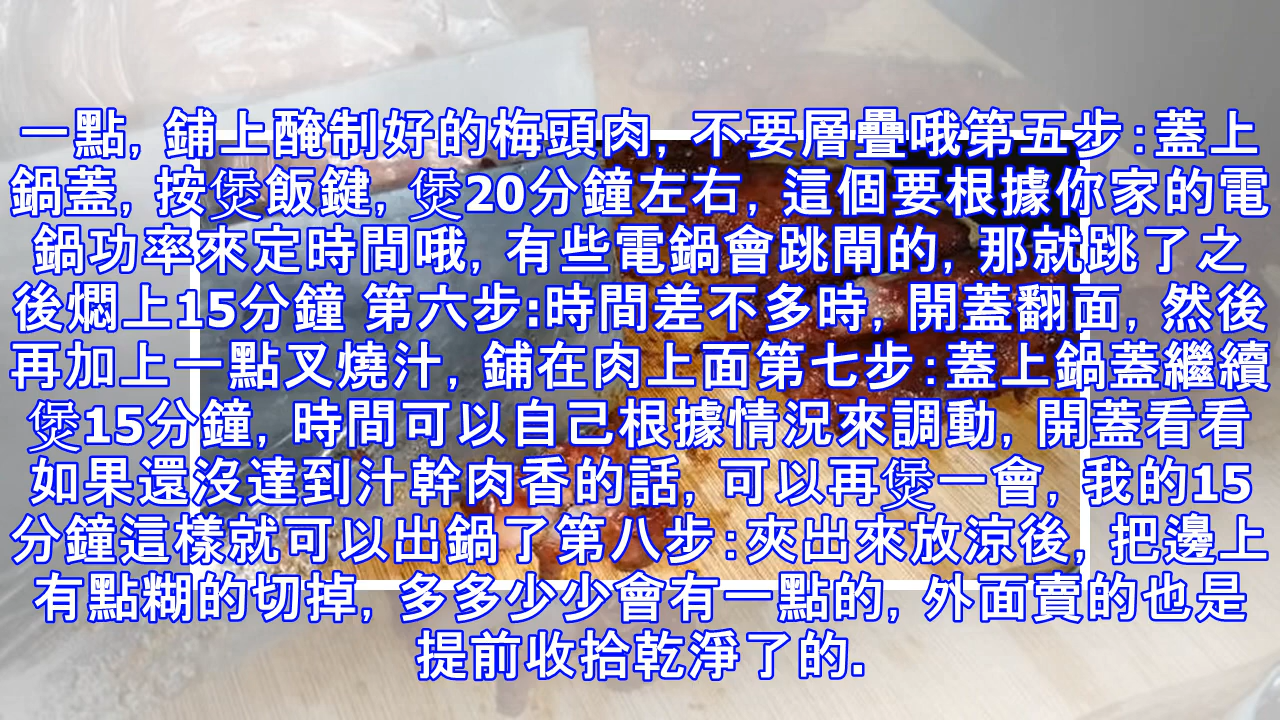 一點, 鋪上醃制好的梅頭肉, 不要層疊哦第五步:蓋上
鍋蓋, 按煲飯鍵, 煲20分鐘左右, 這個要根據你家的電
鍋功率來定時間哦, 有些電鍋會跳閘的, 那就跳了之
後燜上15分鐘 第六步:時間差不多時, 開蓋翻面, 然後
再加上一點叉燒汁, 鋪在肉上面第七步:蓋上鍋蓋繼續
煲15分鐘, 時間可以自己根據情況來調動, 開蓋看看
如果還沒達到汁幹肉香的話, 可以再煲一會, 我的15
分鐘這樣就可以出鍋了第八步:夾出來放涼後, 把邊上
有點糊的切掉, 多多少少會有一點的, 外面賣的也是
提前收拾乾淨了的.